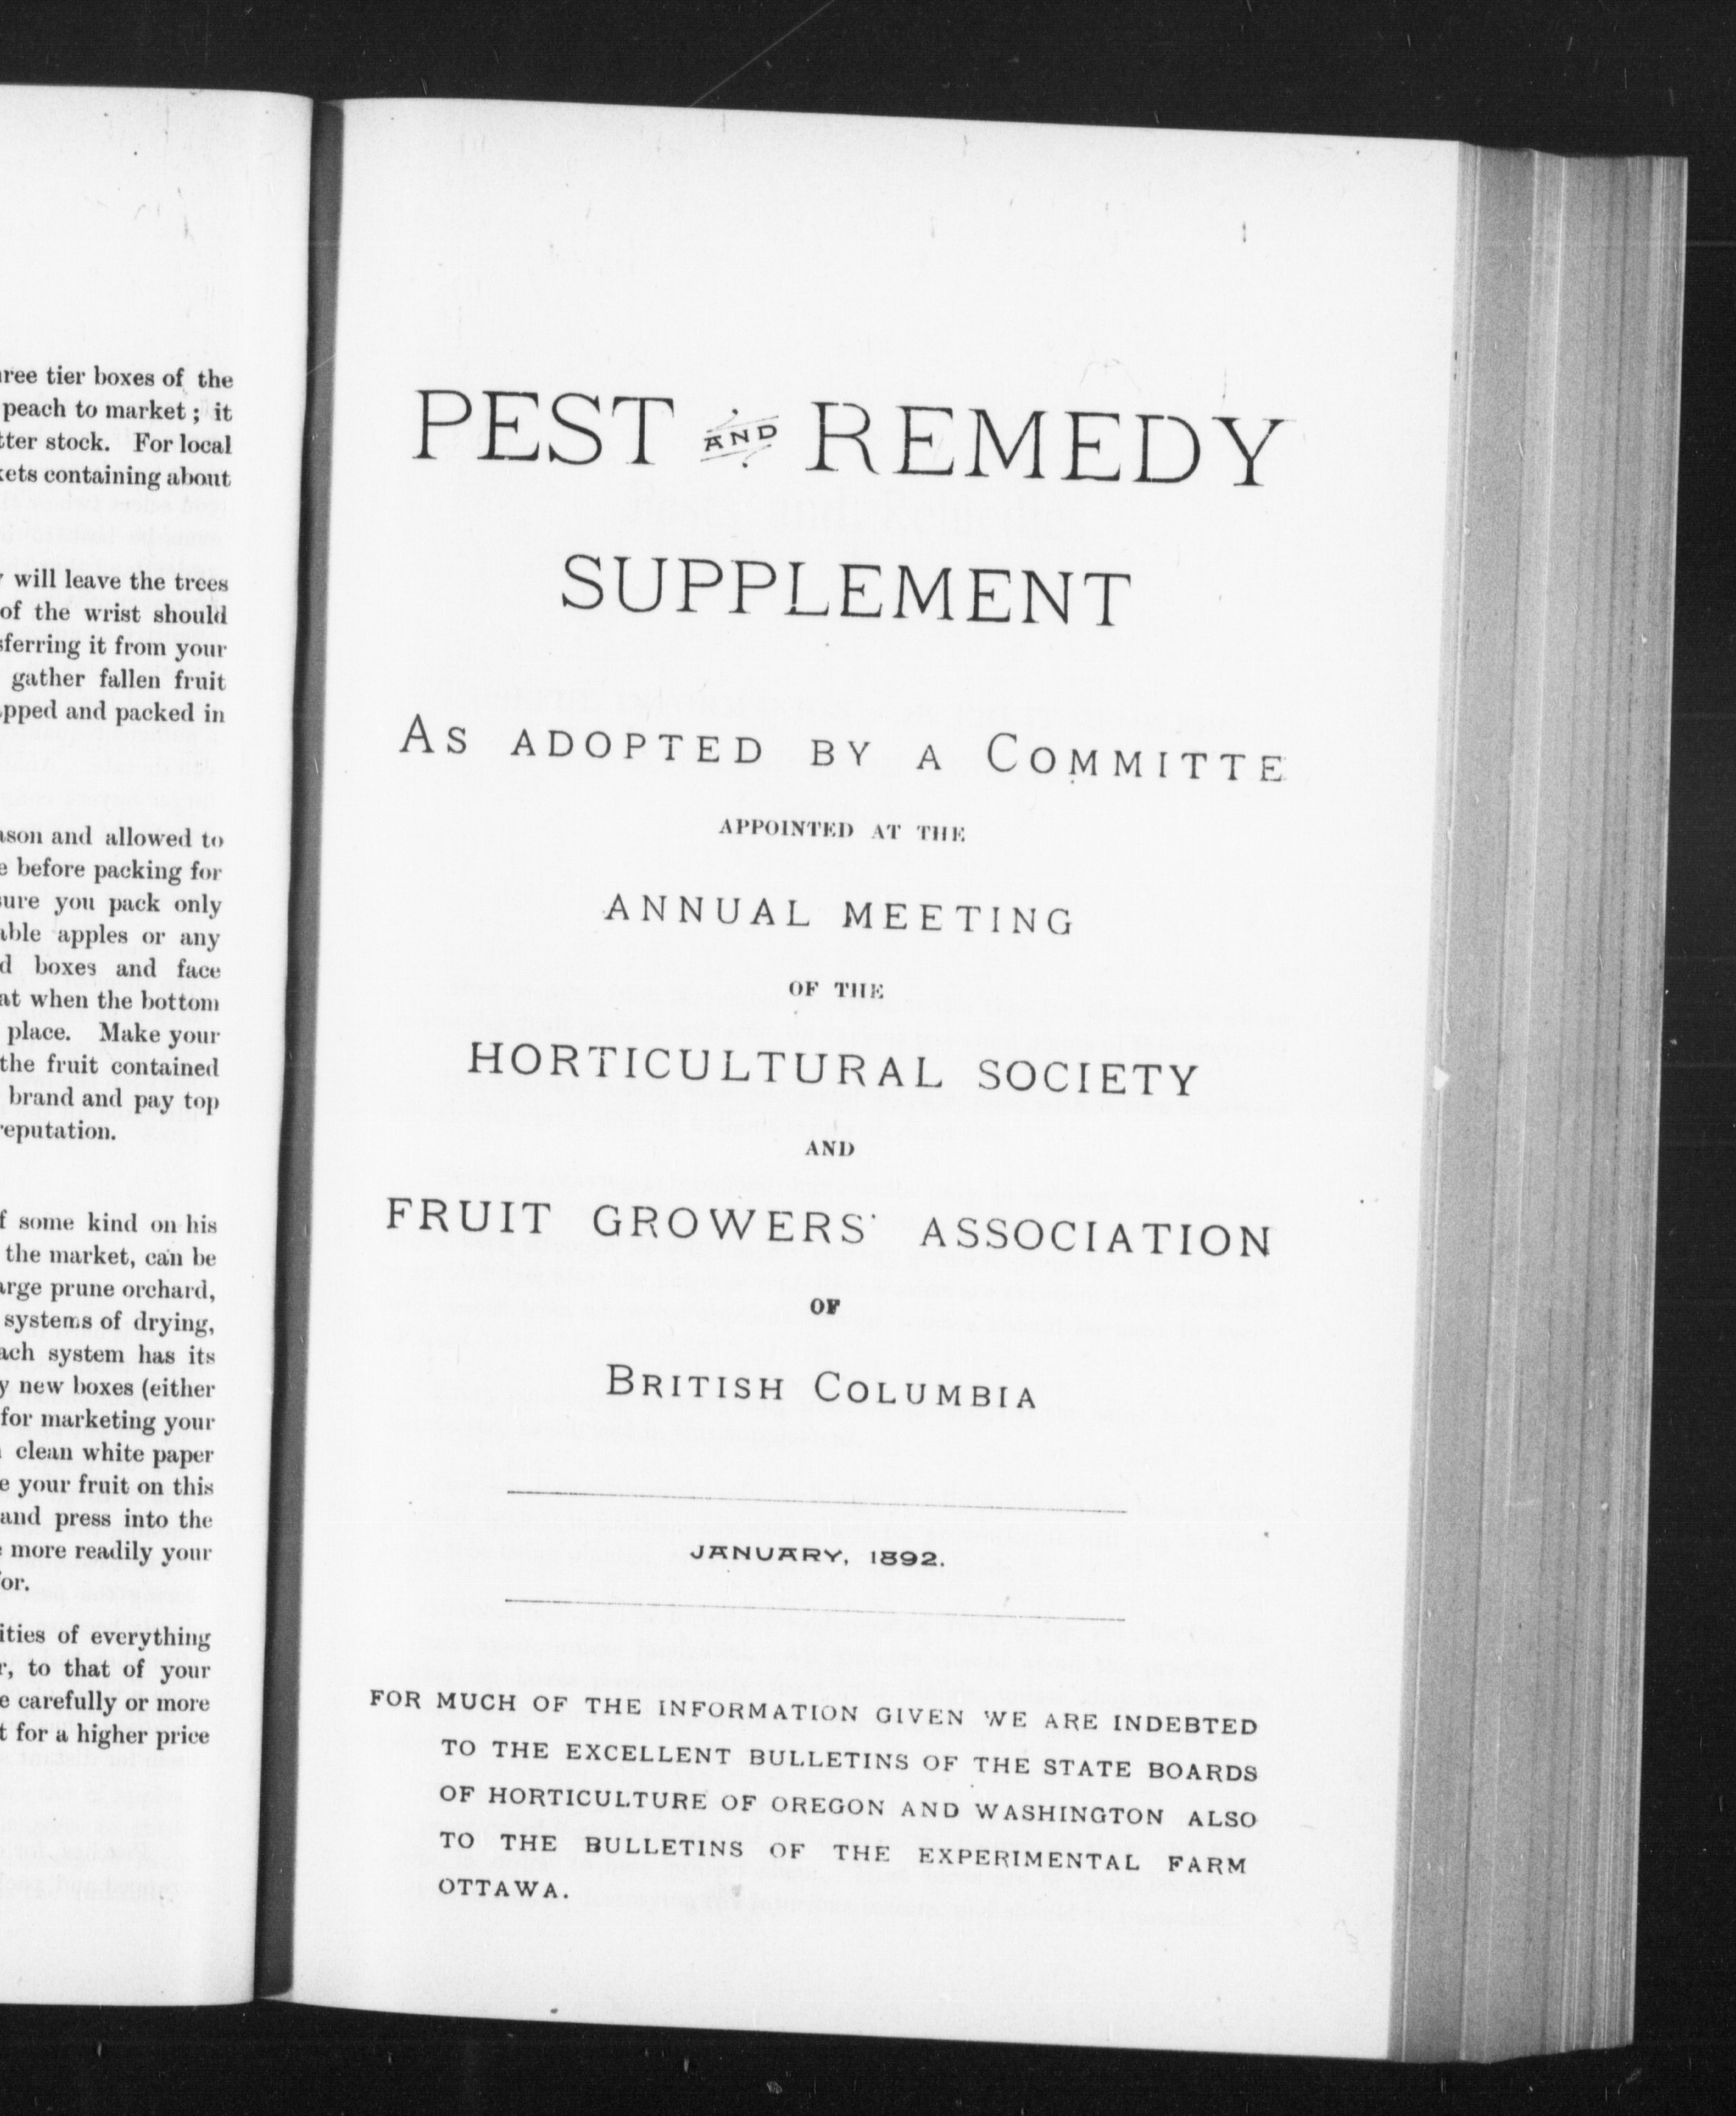 ree tier boxes of the
peach to market ; it
tter stock. For local
kets containing about
will leave the trees
of the wrist should
sferring it from your
gather fallen fruit
pped and packed in
ason and allowed to
e before packing for
sure you pack only
able apples or any
d boxes and face
at when the bottom
place. Make your
the fruit contained
brand and pay top
reputation.
f some kind on his
the market, can be
arge prune orchard,
systems of drying,
ach system has its
y new boxes (either
for marketing your
clean white paper
e your fruit on this
and press into the
more readily your
for.
ities of everything
r, to that of your
e carefully or more
t for a higher price
PEST AND REMEDY
SUPPLEMENT
AS ADOPTED BY A COMMITTE
APPOINTED AT THE
ANNUAL MEETING
OF THE
HORTICULTURAL SOCIETY
AND
FRUIT GROWERS' ASSOCIATION
OF
BRITISH COLUMBIA
JANUARY, 1892.
FOR MUCH OF THE INFORMATION GIVEN WE ARE INDEBTED
TO THE EXCELLENT BULLETINS OF THE STATE BOARDS
OF HORTICULTURE OF OREGON AND WASHINGTON ALSO
TO THE BULLETINS OF THE EXPERIMENTAL FARM
OTTAWA.